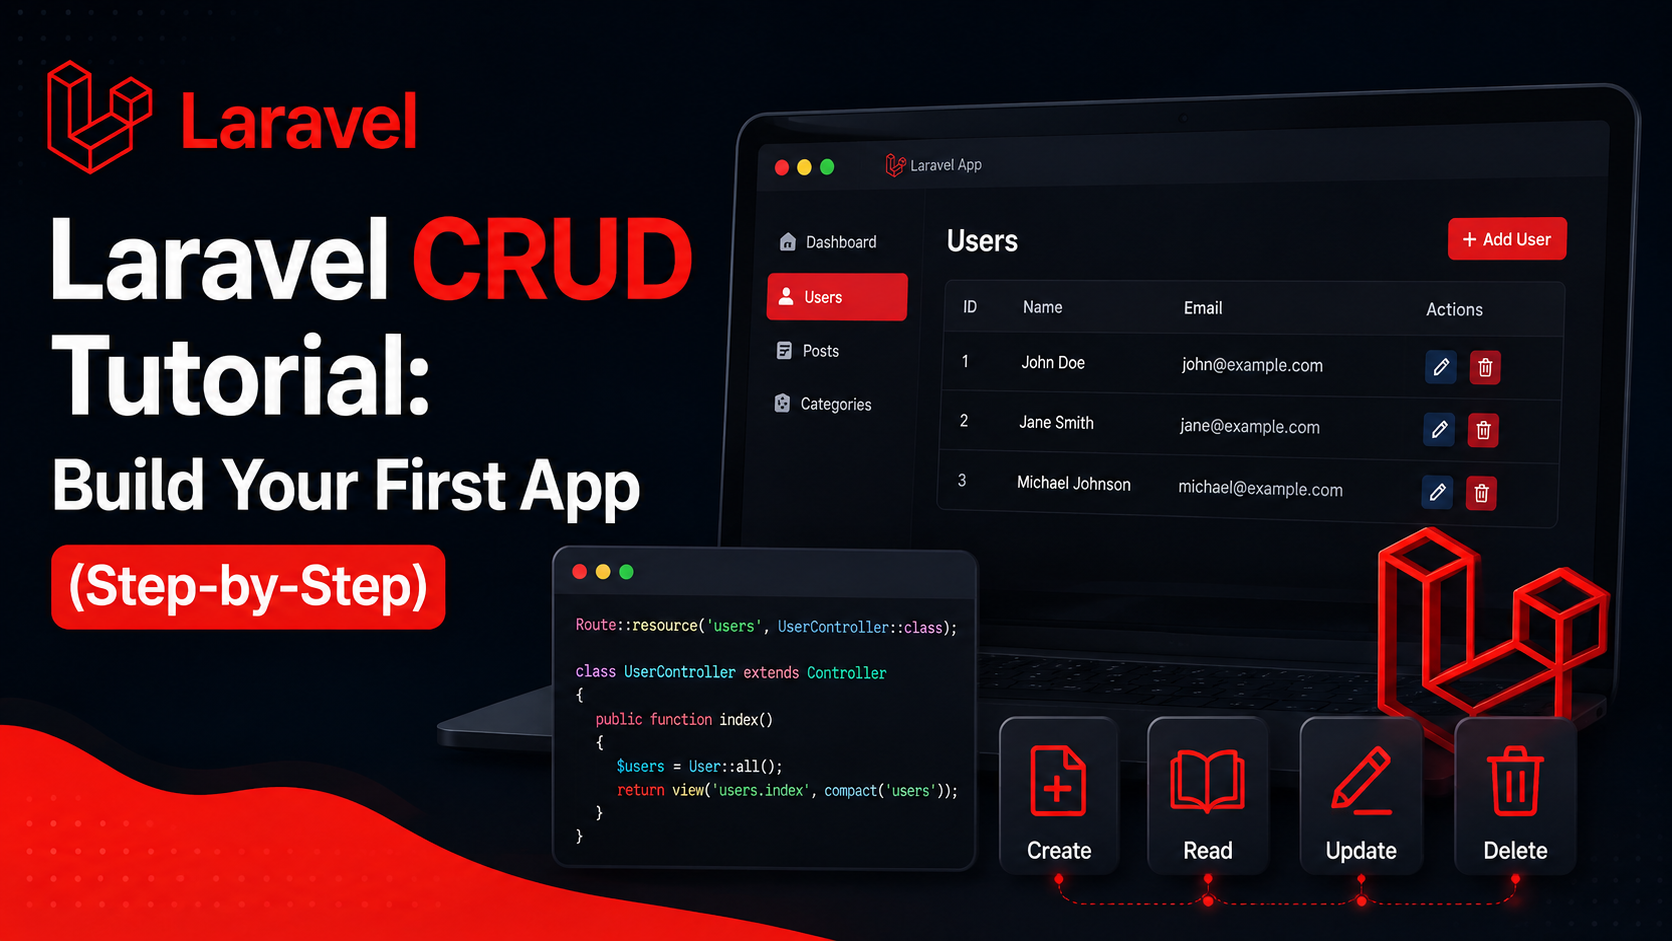 Laravel
Laravel CRUD
Tutorial:
Build Your First App
(Step-by-Step)
Laravel App
Dashboard
Users
Posts
Categories
Users
+ Add User
ID Name Email Actions
1 John Doe john@example.com
2 Jane Smith jane@example.com
3 Michael Johnson michael@example.com
Route::resource('users', UserController::class);
class UserController extends Controller
{
public function index()
{
$users = User::all();
return view('users.index', compact('users'));
}
}
Create
Read
Update
Delete